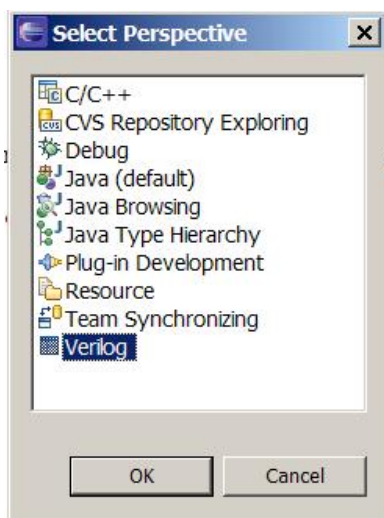 Select Perspective
C/C++
CVS Repository Exploring
Debug
Java (default)
Java Browsing
Java Type Hierarchy
Plug-in Development
Resource
Team Synchronizing
Verilog
OK
Cancel